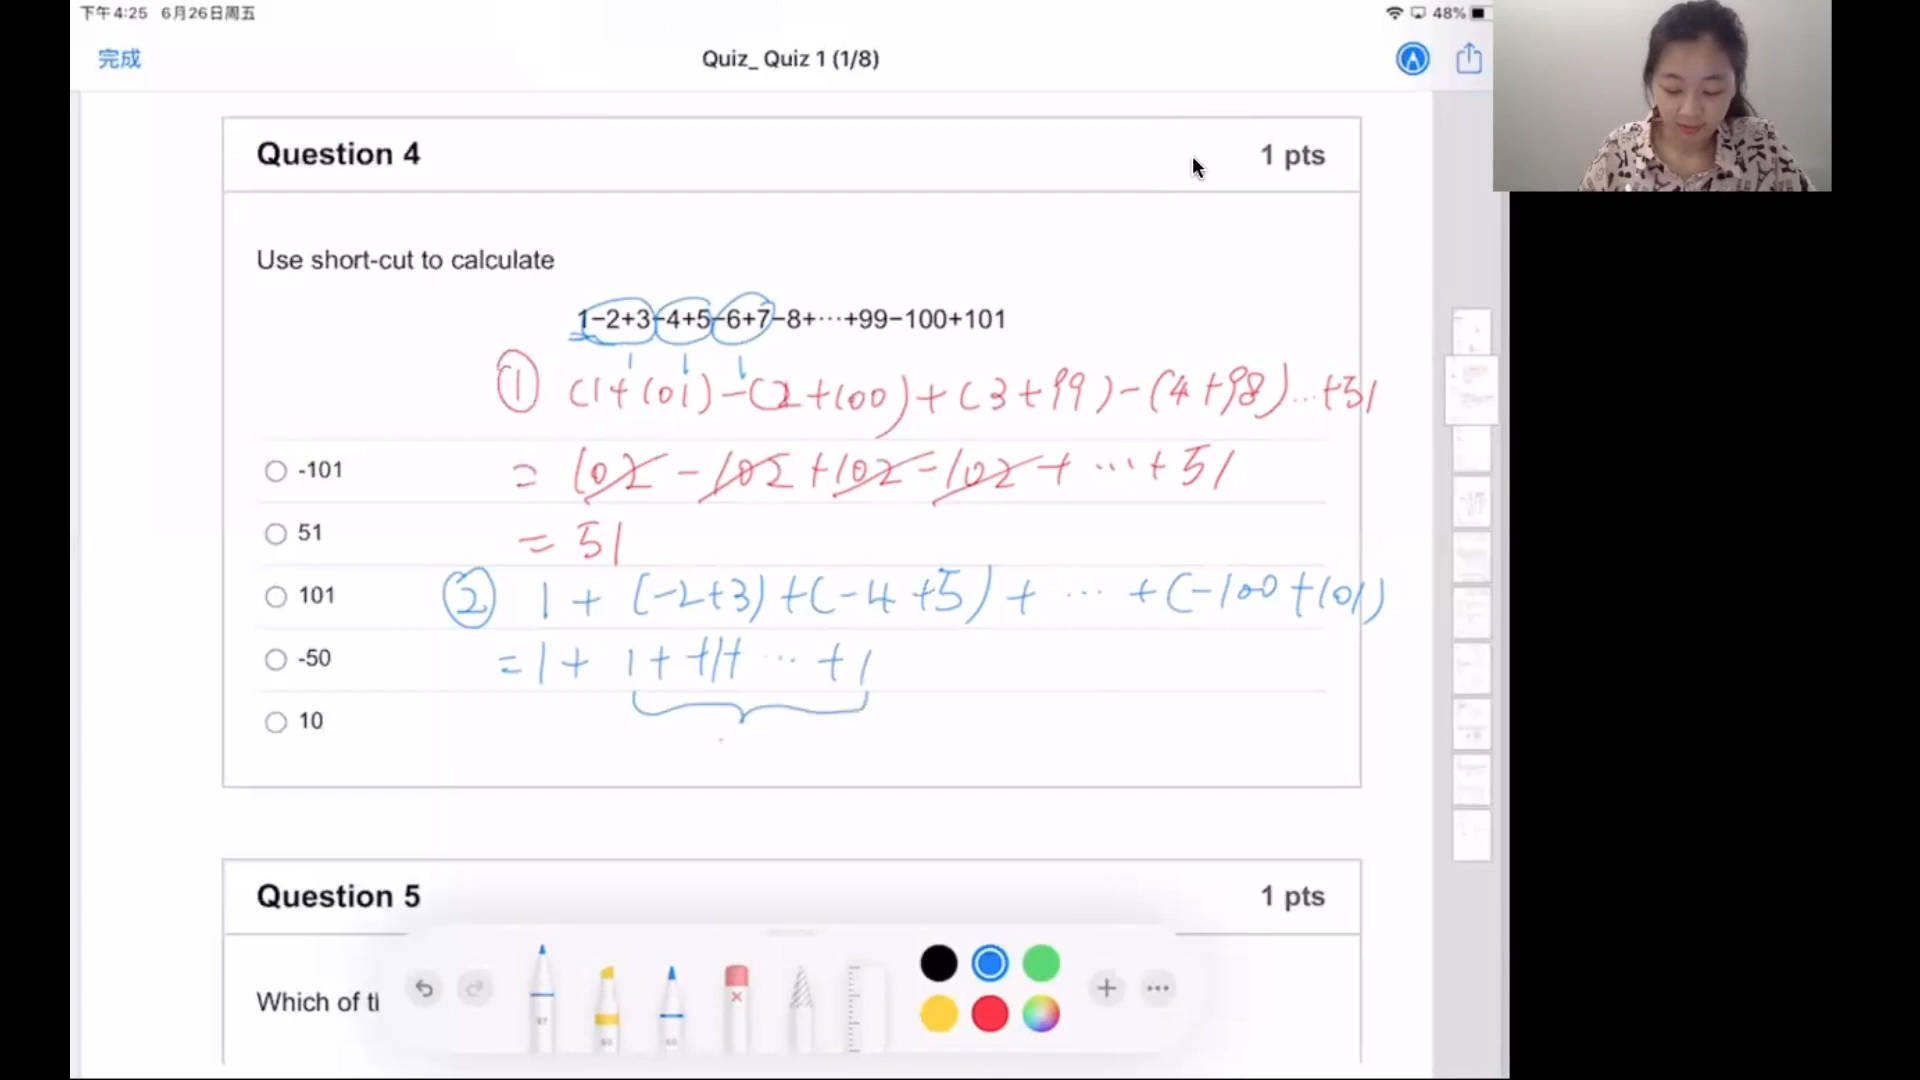 下午4:25 6月26日周五
48%
完成
Quiz_ Quiz 1 (1/8)
Question 4
1 pts
Use short-cut to calculate
1−2+3−4+5−6+7−8+⋯+99−100+101
① (1+101)-(2+100)+(3+99)-(4+98)...+51
-101
= 102 - 102 + 102 - 102 + ... + 51
51
= 51
101
② 1 + (-2+3)+(-4+5)+ ... +(-100+101)
-50
= 1 + 1 + +1+ ... + 1
10
Question 5
1 pts
Which of